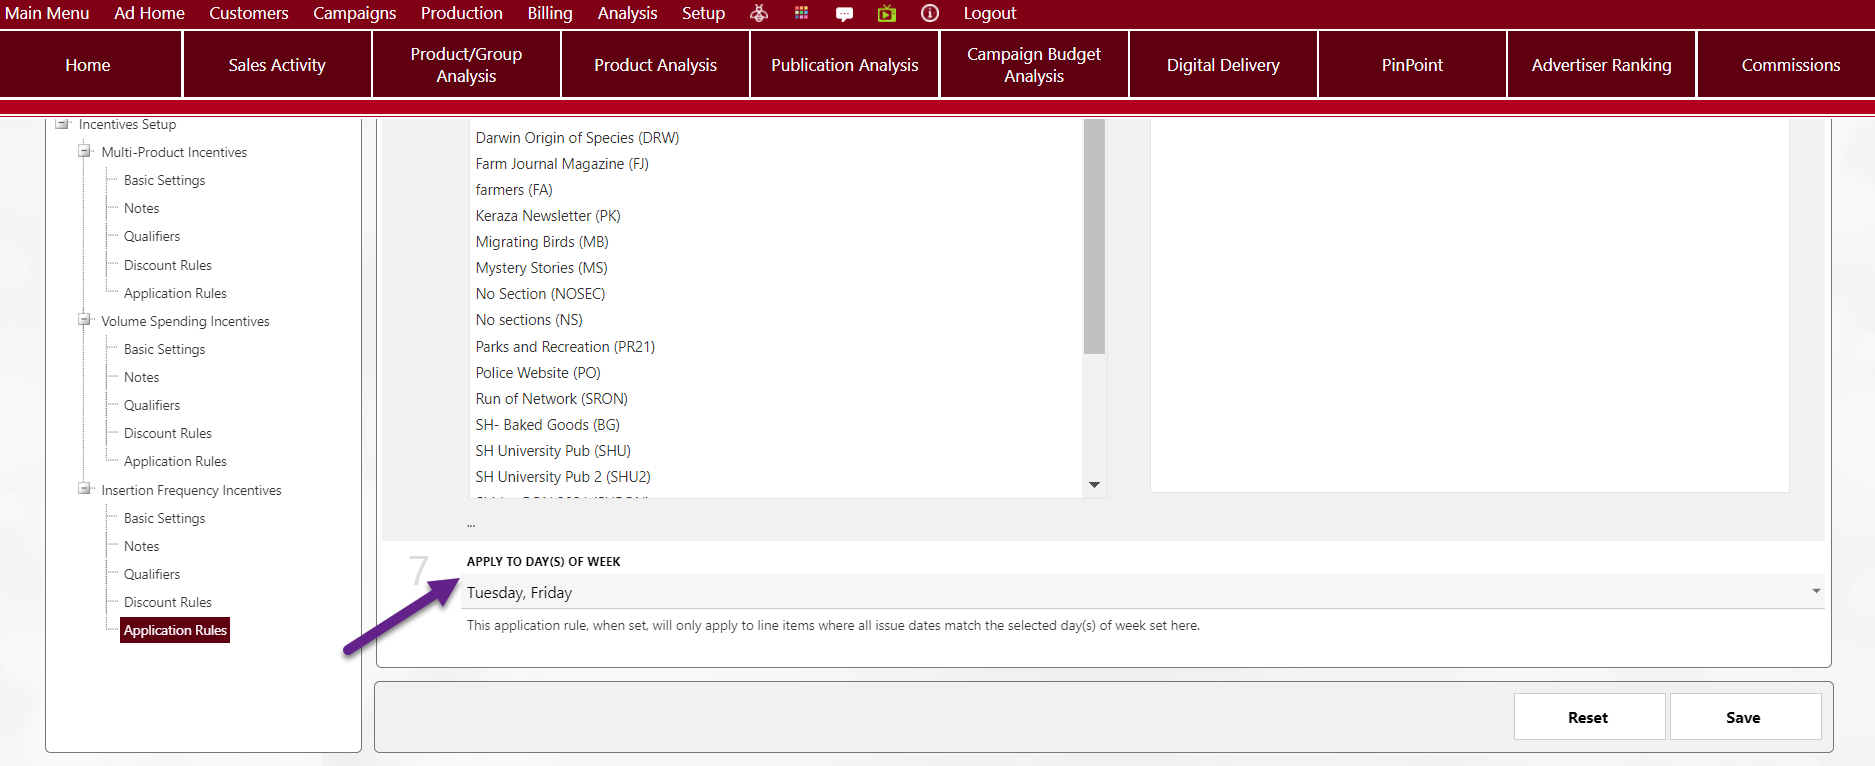 Main Menu Ad Home Customers Campaigns Production Billing Analysis Setup Logout
Home Sales Activity Product/Group Analysis Product Analysis Publication Analysis Campaign Budget Analysis Digital Delivery PinPoint Advertiser Ranking Commissions
Incentives Setup
Multi-Product Incentives
Basic Settings
Notes
Qualifiers
Discount Rules
Application Rules
Volume Spending Incentives
Basic Settings
Notes
Qualifiers
Discount Rules
Application Rules
Insertion Frequency Incentives
Basic Settings
Notes
Qualifiers
Discount Rules
Application Rules
Darwin Origin of Species (DRW)
Farm Journal Magazine (FJ)
farmers (FA)
Keraza Newsletter (PK)
Migrating Birds (MB)
Mystery Stories (MS)
No Section (NOSEC)
No sections (NS)
Parks and Recreation (PR21)
Police Website (PO)
Run of Network (SRON)
SH- Baked Goods (BG)
SH University Pub (SHU)
SH University Pub 2 (SHU2)
...
7
APPLY TO DAY(S) OF WEEK
Tuesday, Friday
This application rule, when set, will only apply to line items where all issue dates match the selected day(s) of week set here.
Reset Save